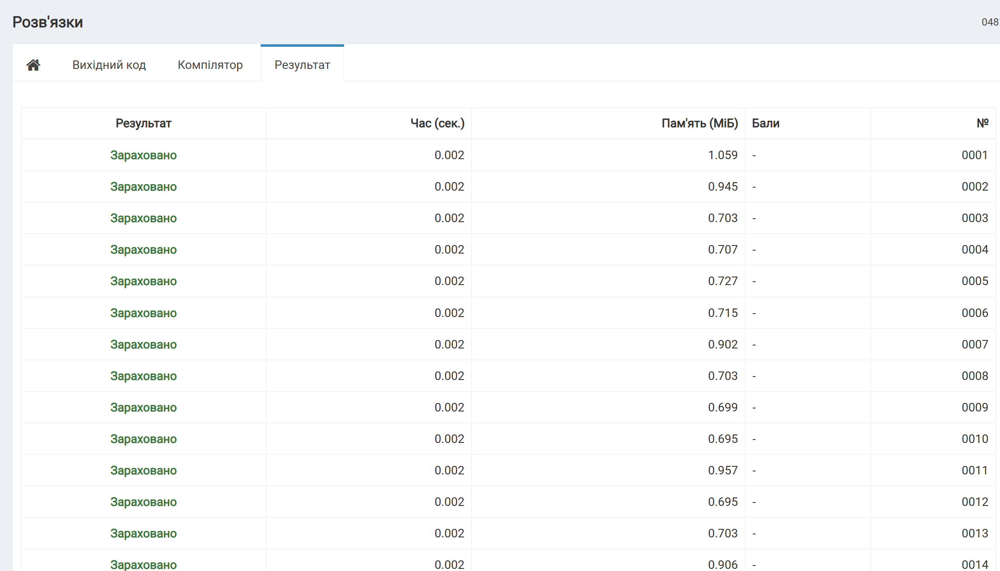 Розв'язки
048
Вихідний код Компілятор Результат
Результат Час (сек.) Пам'ять (МіБ) Бали №
Зараховано 0.002 1.059 - 0001
Зараховано 0.002 0.945 - 0002
Зараховано 0.002 0.703 - 0003
Зараховано 0.002 0.707 - 0004
Зараховано 0.002 0.727 - 0005
Зараховано 0.002 0.715 - 0006
Зараховано 0.002 0.902 - 0007
Зараховано 0.002 0.703 - 0008
Зараховано 0.002 0.699 - 0009
Зараховано 0.002 0.695 - 0010
Зараховано 0.002 0.957 - 0011
Зараховано 0.002 0.695 - 0012
Зараховано 0.002 0.703 - 0013
Зараховано 0.002 0.906 - 0014